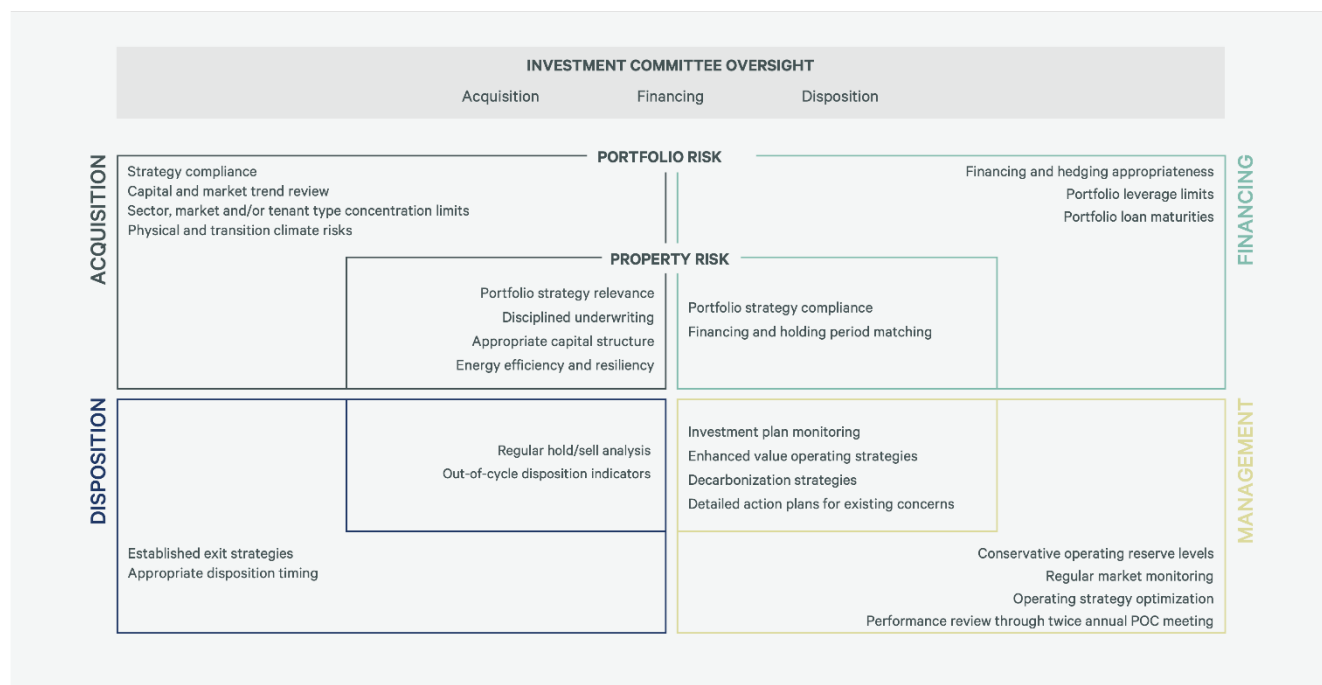 INVESTMENT COMMITTEE OVERSIGHT
Acquisition Financing Disposition
PORTFOLIO RISK
ACQUISITION
Strategy compliance
Capital and market trend review
Sector, market and/or tenant type concentration limits
Physical and transition climate risks
FINANCING
Financing and hedging appropriateness
Portfolio leverage limits
Portfolio loan maturities
PROPERTY RISK
Portfolio strategy relevance
Disciplined underwriting
Appropriate capital structure
Energy efficiency and resiliency
Portfolio strategy compliance
Financing and holding period matching
DISPOSITION
Regular hold/sell analysis
Out-of-cycle disposition indicators
Established exit strategies
Appropriate disposition timing
MANAGEMENT
Investment plan monitoring
Enhanced value operating strategies
Decarbonization strategies
Detailed action plans for existing concerns
Conservative operating reserve levels
Regular market monitoring
Operating strategy optimization
Performance review through twice annual POC meeting